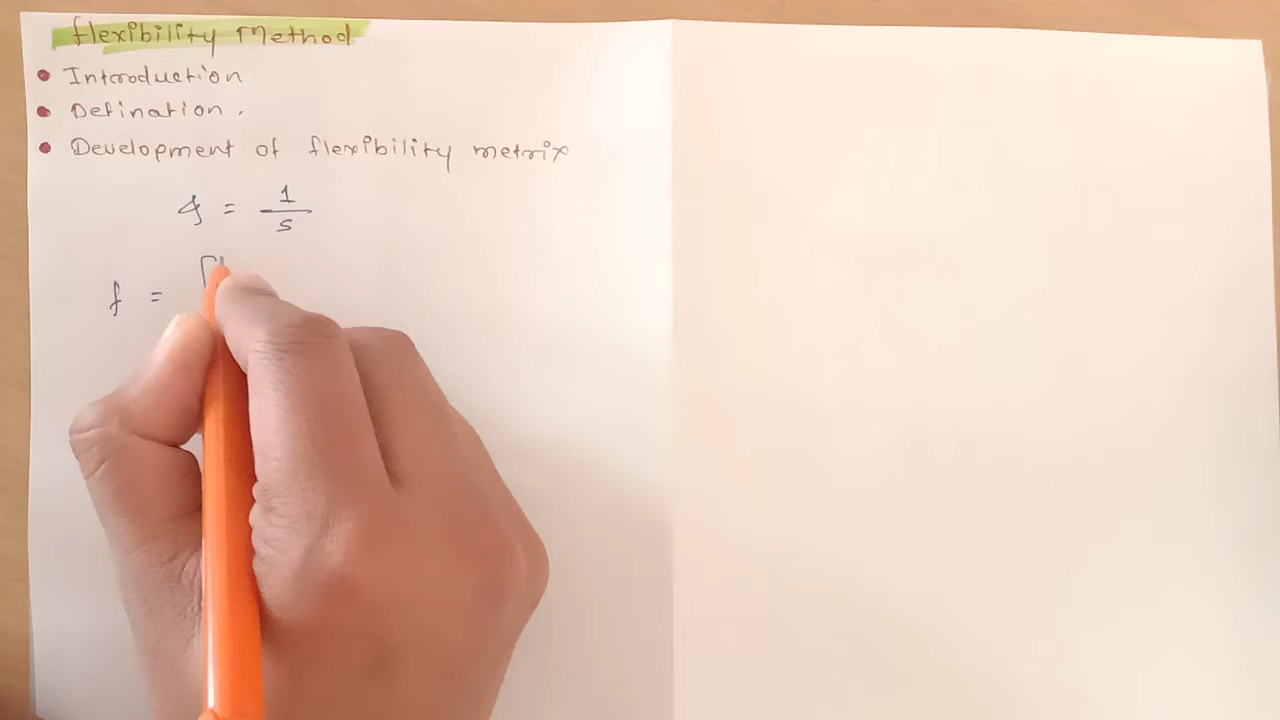 flexibility Method
• Introduction
• Defination.
• Development of flexibility metrix
f = 1/s
f = [